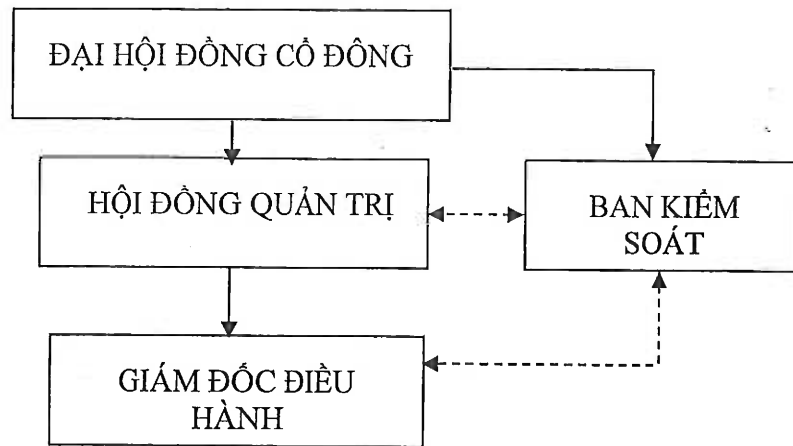 ĐẠI HỘI ĐỒNG CỔ ĐÔNG
HỘI ĐỒNG QUẢN TRỊ
BAN KIỂM
SOÁT
GIÁM ĐỐC ĐIỀU
HÀNH